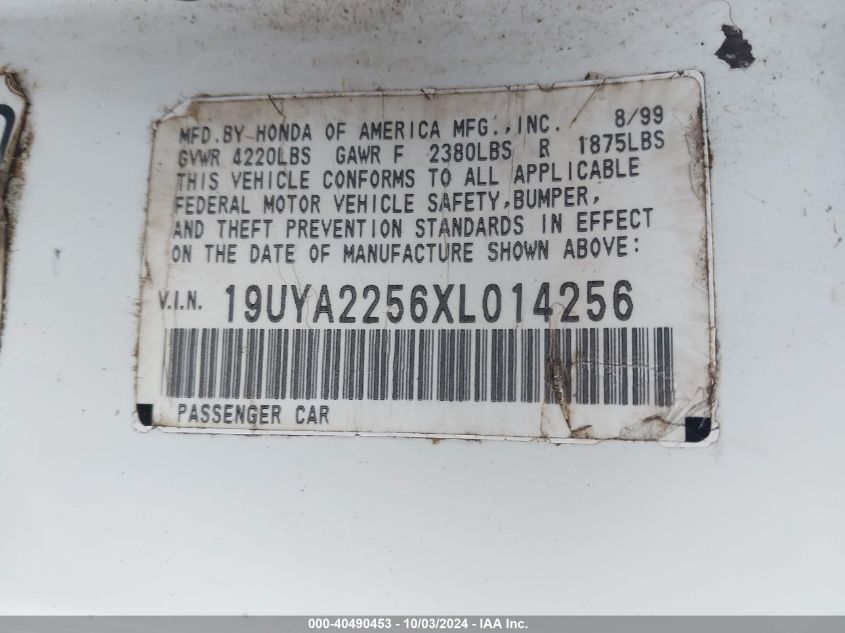 MFD.BY HONDA OF AMERICA MFG., INC. 8/99
GVWR 4220LBS GAWR F 2380LBS R 1875LBS
THIS VEHICLE CONFORMS TO ALL APPLICABLE
FEDERAL MOTOR VEHICLE SAFETY, BUMPER,
AND THEFT PREVENTION STANDARDS IN EFFECT
ON THE DATE OF MANUFACTURE SHOWN ABOVE:
V.I.N. 19UYA2256XL014256
PASSENGER CAR
000-40490453 - 10/03/2024 - IAA Inc.